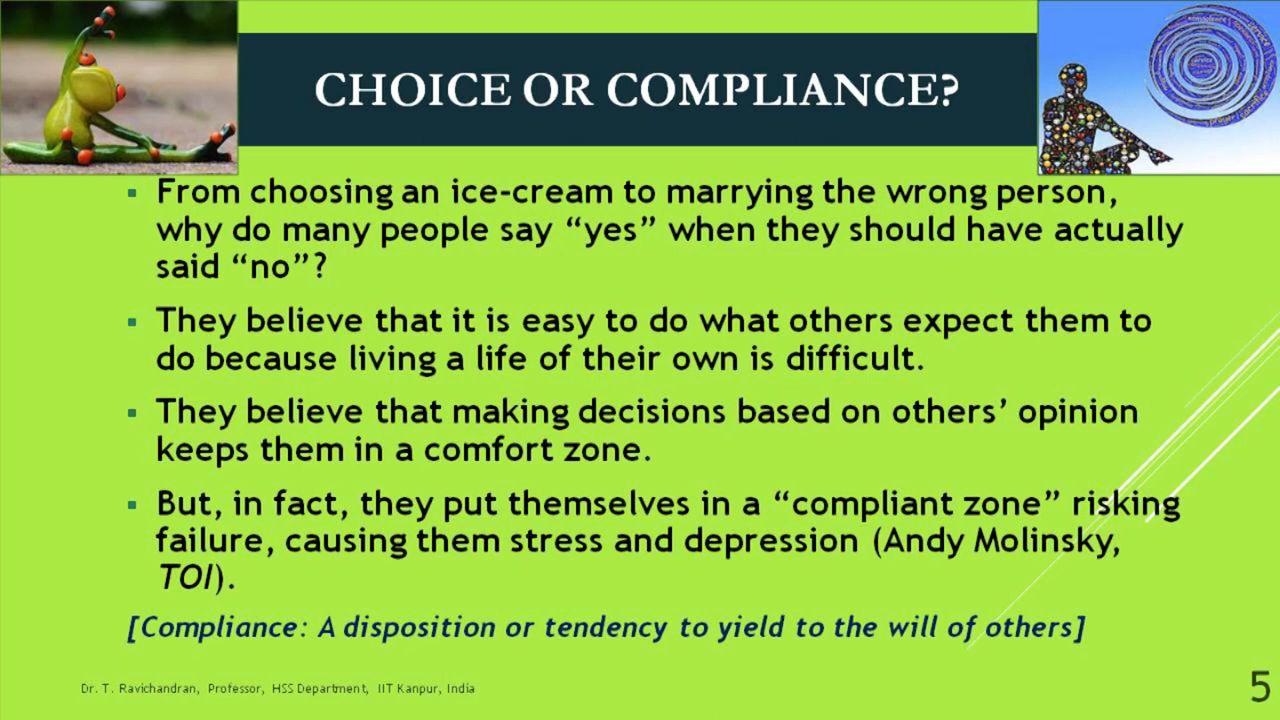 CHOICE OR COMPLIANCE?
▪ From choosing an ice-cream to marrying the wrong person,
why do many people say “yes” when they should have actually
said “no”?
▪ They believe that it is easy to do what others expect them to
do because living a life of their own is difficult.
▪ They believe that making decisions based on others’ opinion
keeps them in a comfort zone.
▪ But, in fact, they put themselves in a “compliant zone” risking
failure, causing them stress and depression (Andy Molinsky,
TOI).
[Compliance: A disposition or tendency to yield to the will of others]
Dr. T. Ravichandran, Professor, HSS Department, IIT Kanpur, India
5